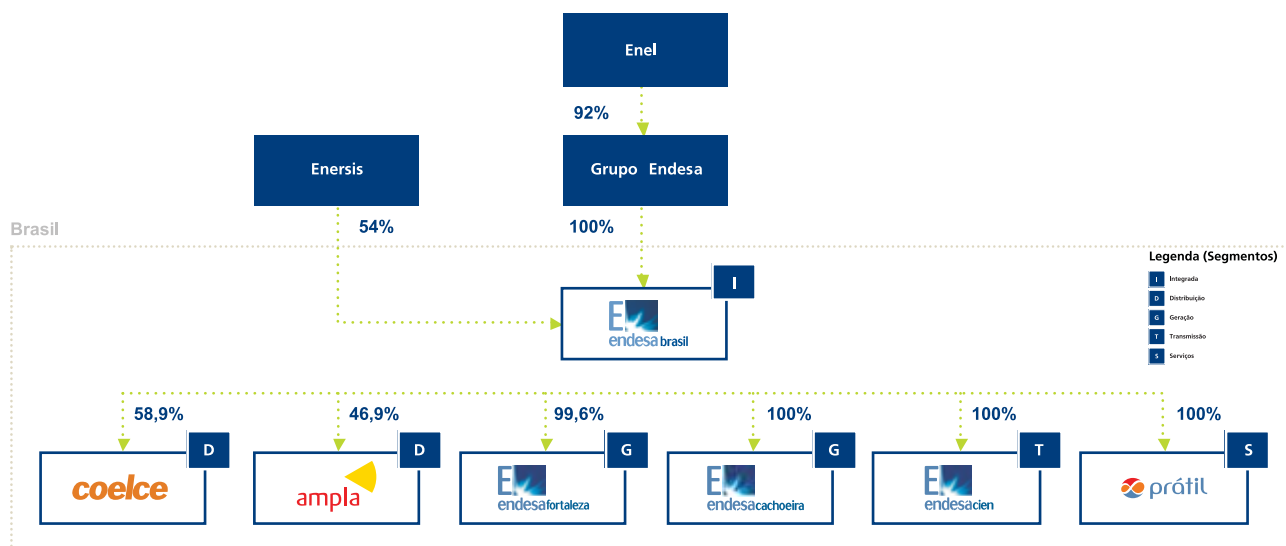 Enel
92%
Enersis
Grupo Endesa
54%
100%
Brasil
Legenda (Segmentos)
I Integrada
D Distribuição
G Geração
T Transmissão
S Serviços
I
endesa brasil
58,9%
46,9%
99,6%
100%
100%
100%
D
D
G
G
T
S
coelce
ampla
endesa fortaleza
endesa cachoeira
endesa cien
prátil